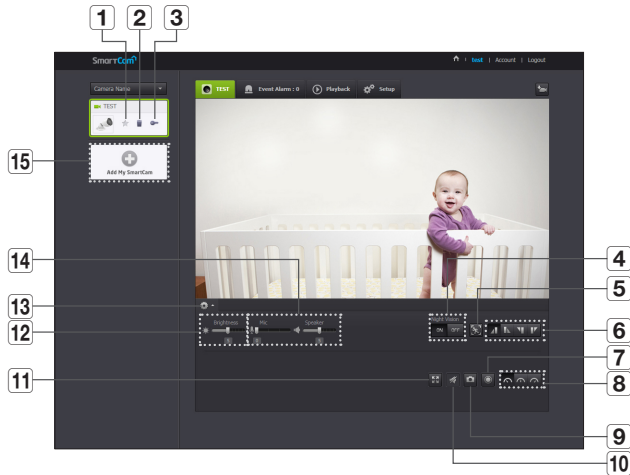 1 2 3
SMARTCam
test | Account | Logout
Camera Name
TEST
TEST Event Alarm : 0 Playback Setup
15
Add My SmartCam
14
13
12
11
Brightness Mic Speaker
5 5
Night Vision
ON OFF
4
5
6
7
8
9
10